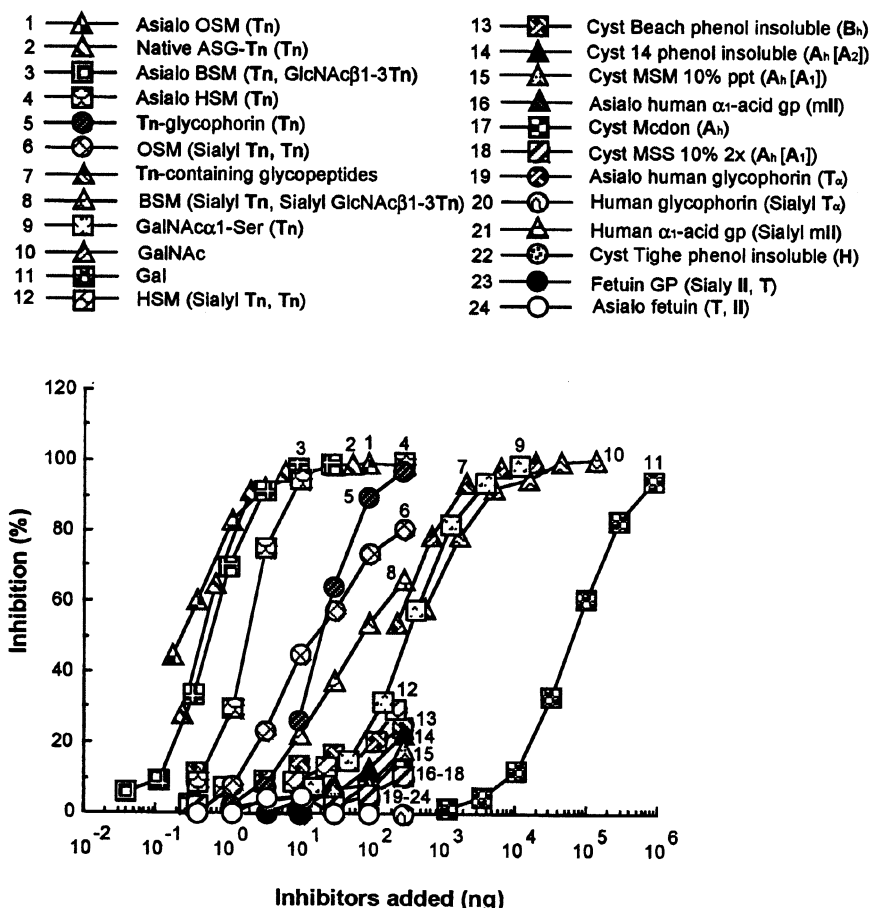 1 Asialo OSM (Tn)
2 Native ASG-Tn (Tn)
3 Asialo BSM (Tn, GlcNAcβ1-3Tn)
4 Asialo HSM (Tn)
5 Tn-glycophorin (Tn)
6 OSM (Sialyl Tn, Tn)
7 Tn-containing glycopeptides
8 BSM (Sialyl Tn, Sialyl GlcNAcβ1-3Tn)
9 GalNAcα1-Ser (Tn)
10 GalNAc
11 Gal
12 HSM (Sialyl Tn, Tn)
13 Cyst Beach phenol insoluble (Bh)
14 Cyst 14 phenol insoluble (Ah [A2])
15 Cyst MSM 10% ppt (Ah [A1])
16 Asialo human α1-acid gp (mII)
17 Cyst Mcdon (Ah)
18 Cyst MSS 10% 2x (Ah [A1])
19 Asialo human glycophorin (Tα)
20 Human glycophorin (Sialyl Tα)
21 Human α1-acid gp (Sialyl mII)
22 Cyst Tighe phenol insoluble (H)
23 Fetuin GP (Sialy II, T)
24 Asialo fetuin (T, II)
Inhibition (%)
120
100
80
60
40
20
0
3 2 1 4 5 6 7 8 9 10 11
12
13
14
15
16-18
19-24
10-2 10-1 100 101 102 103 104 105 106
Inhibitors added (ng)